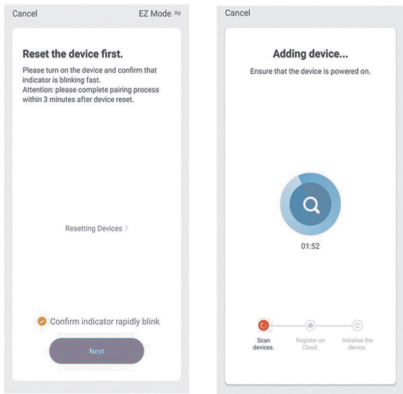 Cancel
EZ Mode ⇋
Reset the device first.
Please turn on the device and confirm that
indicator is blinking fast.
Attention: please complete pairing process
within 3 minutes after device reset.
Resetting Devices >
Confirm indicator rapidly blink
Next
Cancel
Adding device...
Ensure that the device is powered on.
01:52
Scan
devices.
Register on
Cloud.
Initialize the
device.